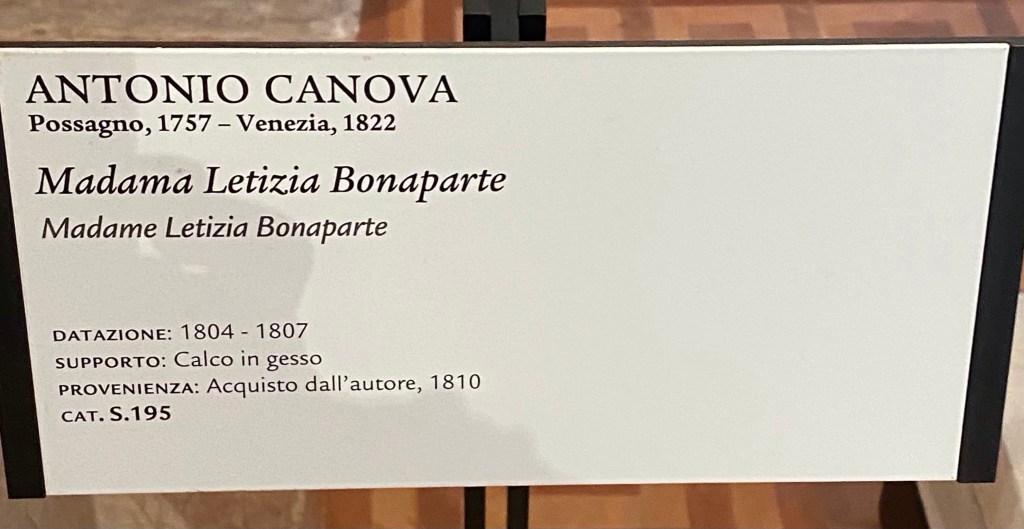 ANTONIO CANOVA
Possagno, 1757 – Venezia, 1822
Madama Letizia Bonaparte
Madame Letizia Bonaparte
DATAZIONE: 1804 - 1807
SUPPORTO: Calco in gesso
PROVENIENZA: Acquisto dall'autore, 1810
CAT. S.195